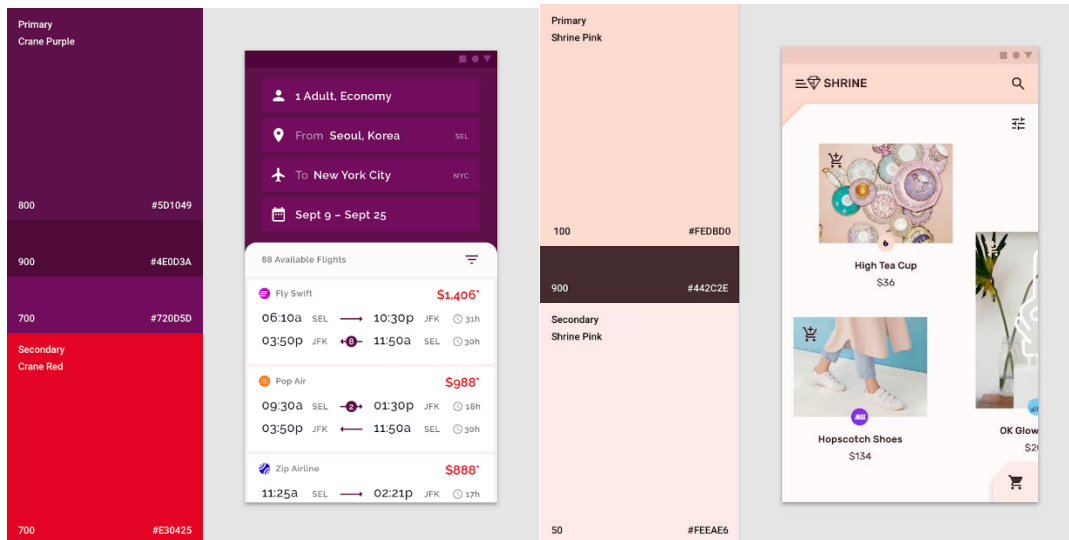 Primary
Crane Purple
800 #5D1049
900 #4E0D3A
700 #720D5D
Secondary
Crane Red
700 #E30425
1 Adult, Economy
From Seoul, Korea SEL
To New York City NYC
Sept 9 – Sept 25
88 Available Flights
Fly Swift $1,406*
06:10a SEL 10:30p JFK 31h
03:50p JFK 8 11:50a SEL 30h
Pop Air $988*
09:30a SEL 2 01:30p JFK 18h
03:50p JFK 11:50a SEL 30h
Zip Airline $888*
11:25a SEL 02:21p JFK 17h
Primary
Shrine Pink
100 #FEDBD0
900 #442C2E
Secondary
Shrine Pink
50 #FEEAE6
SHRINE
High Tea Cup
$36
Hopscotch Shoes
$134
OK Glow
$2